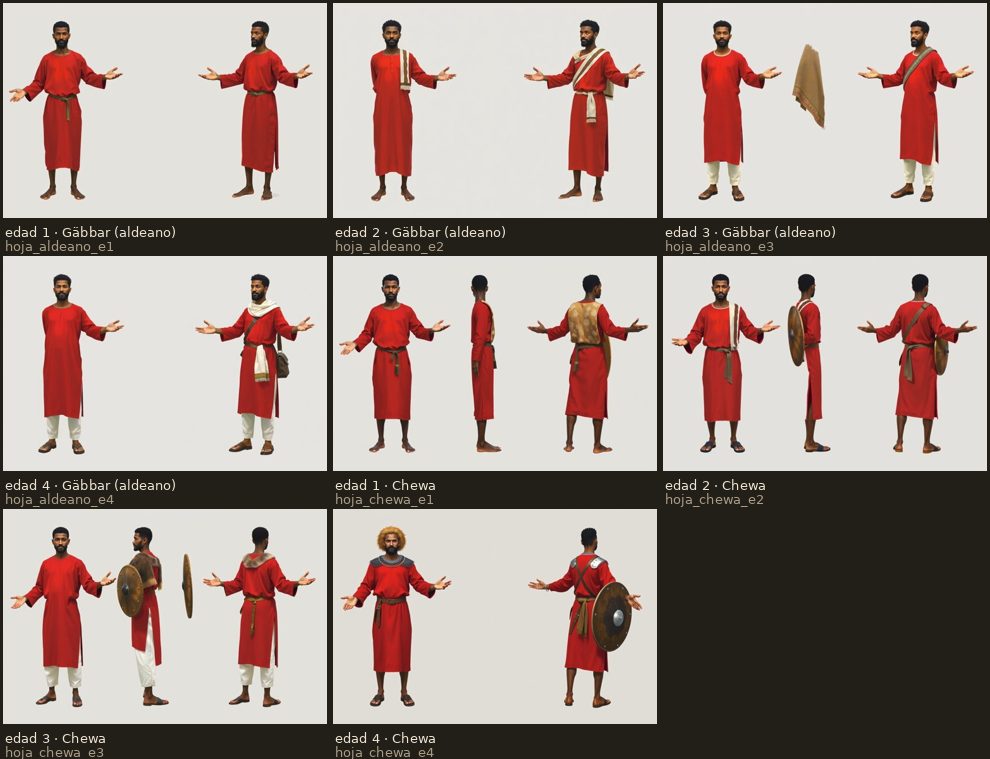 edad 1 · Gäbbar (aldeano)
hoja_aldeano_e1
edad 2 · Gäbbar (aldeano)
hoja_aldeano_e2
edad 3 · Gäbbar (aldeano)
hoja_aldeano_e3
edad 4 · Gäbbar (aldeano)
hoja_aldeano_e4
edad 1 · Chewa
hoja_chewa_e1
edad 2 · Chewa
hoja_chewa_e2
edad 3 · Chewa
hoja_chewa_e3
edad 4 · Chewa
hoja_chewa_e4